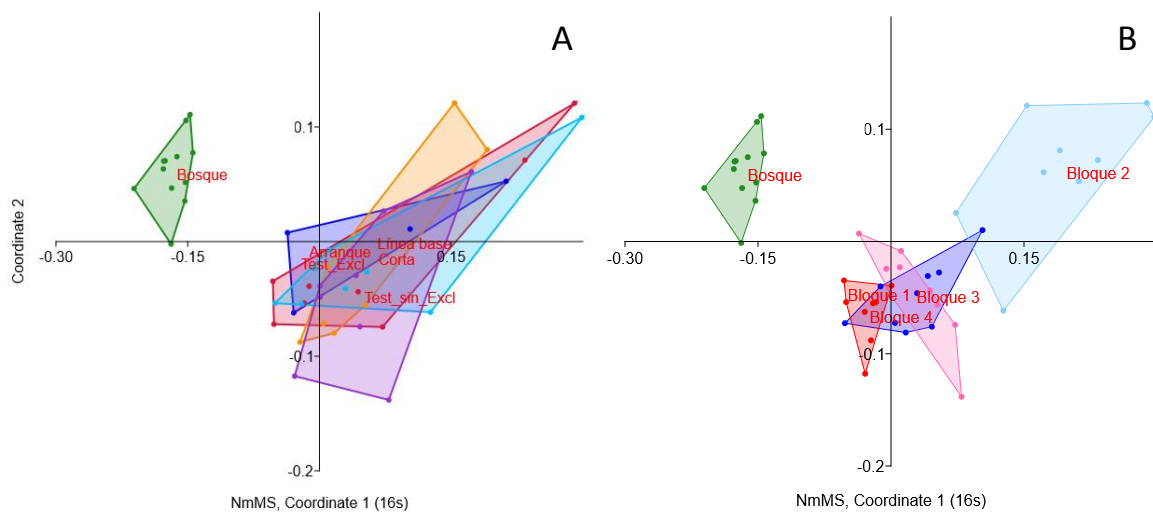 A
0.1
Bosque
-0.30
-0.15
0.15
Línea base
Arranque
Corta
Test_Excl
Test_sin_Excl
-0.1
-0.2
Coordinate 2
NmMS, Coordinate 1 (16s)
B
0.1
Bosque
Bloque 2
-0.30
-0.15
0.15
Bloque 1
Bloque 3
Bloque 4
-0.1
-0.2
NmMS, Coordinate 1 (16s)